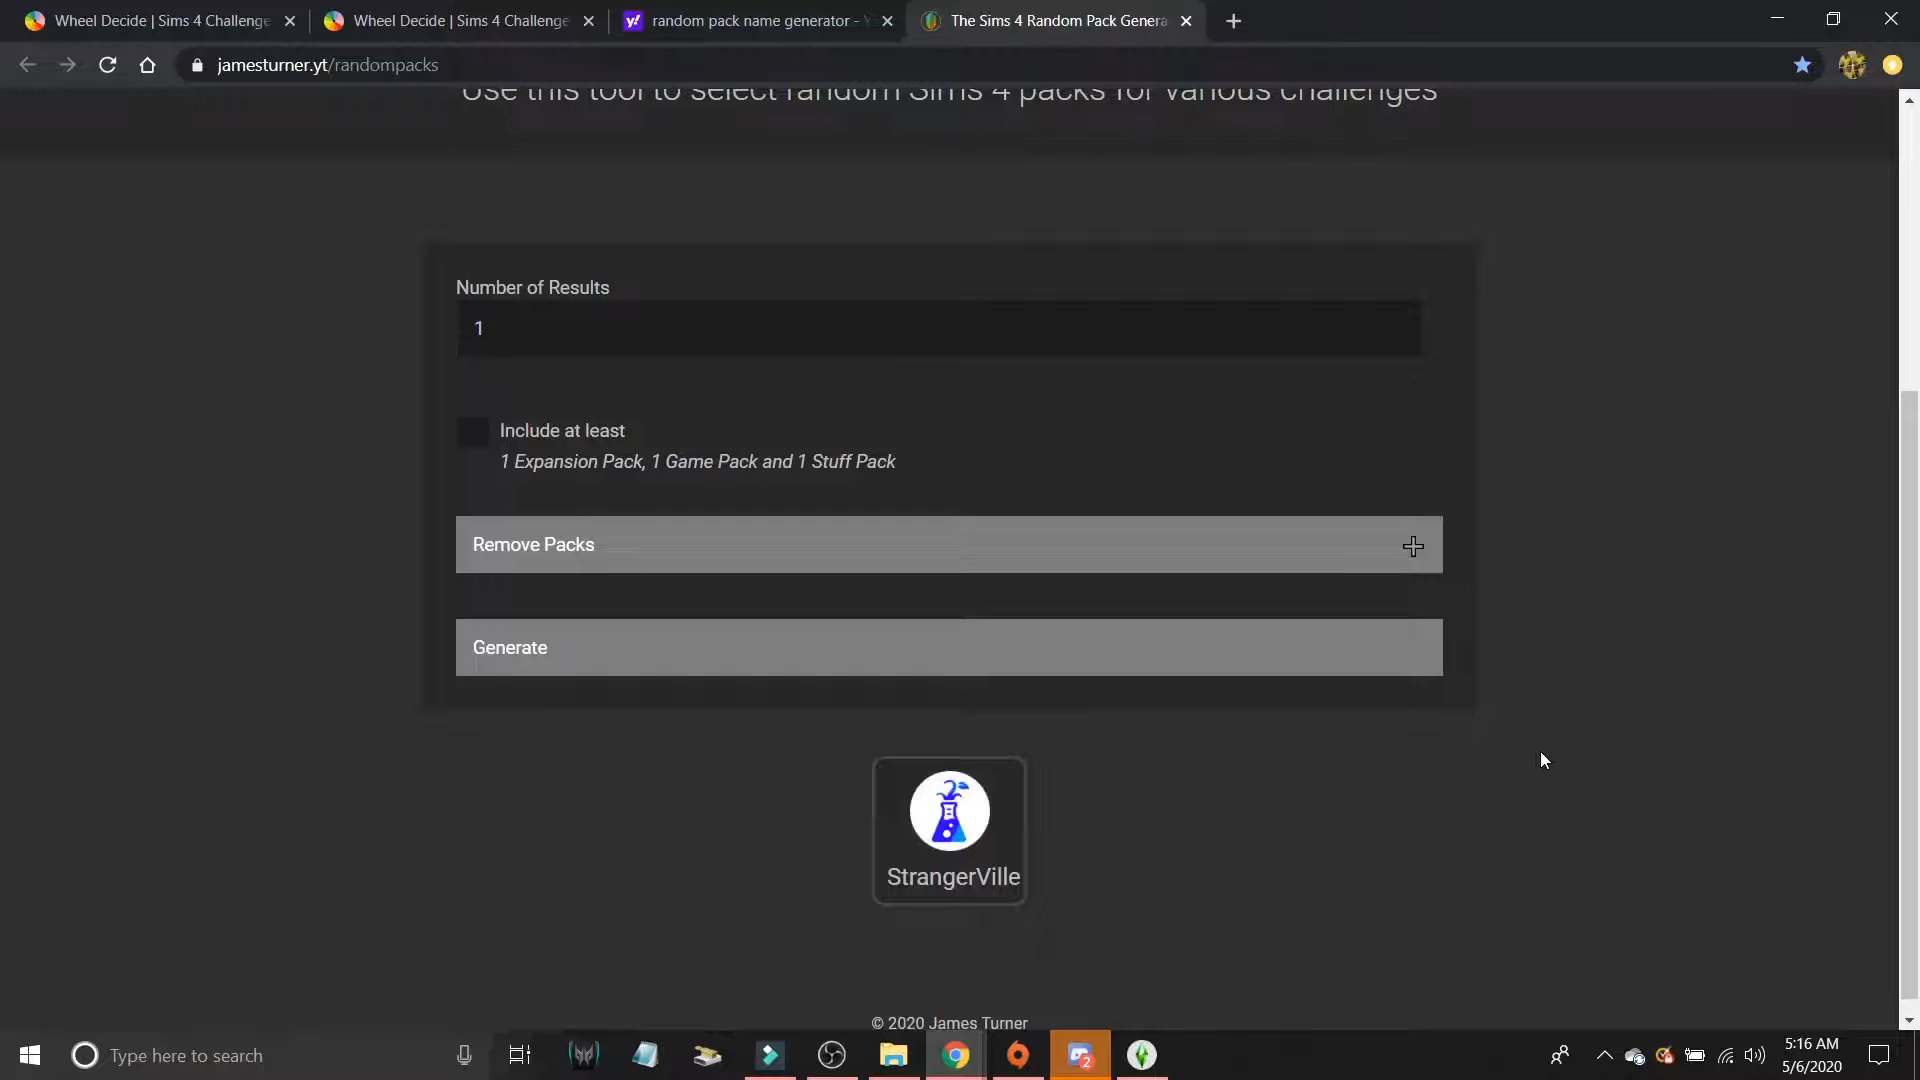 Wheel Decide | Sims 4 Challenge
Wheel Decide | Sims 4 Challenge
random pack name generator -
The Sims 4 Random Pack Genera
jamesturner.yt/randompacks
Use this tool to select random Sims 4 packs for various challenges
Number of Results
1
Include at least
1 Expansion Pack, 1 Game Pack and 1 Stuff Pack
Remove Packs
Generate
StrangerVille
© 2020 James Turner
Type here to search
2
5:16 AM
5/6/2020